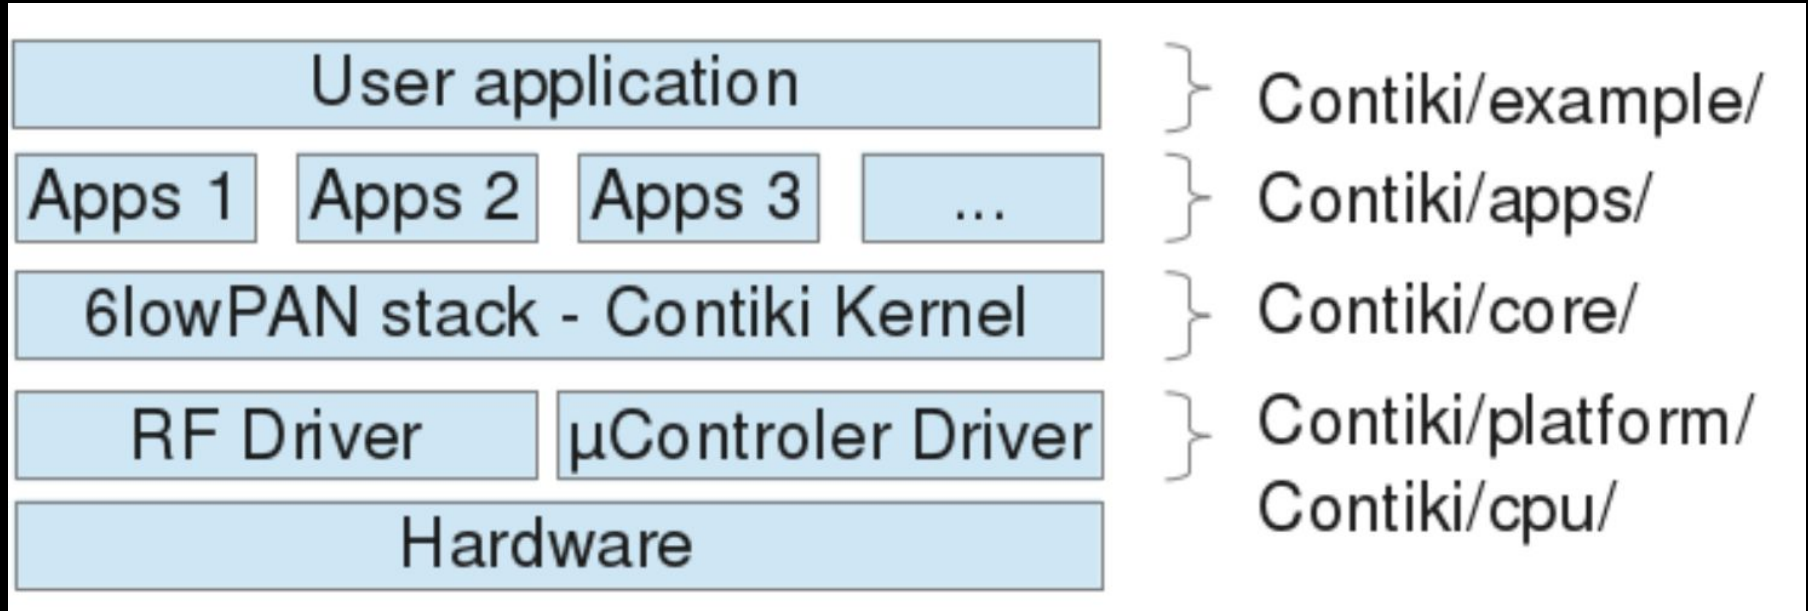 User application
Contiki/example/
Apps 1 Apps 2 Apps 3 ...
Contiki/apps/
6lowPAN stack - Contiki Kernel
Contiki/core/
RF Driver µControler Driver
Contiki/platform/
Contiki/cpu/
Hardware